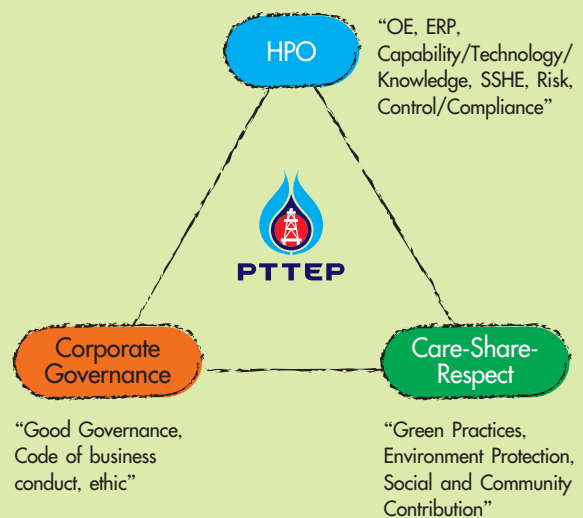 HPO
“OE, ERP,
Capability/Technology/
Knowledge, SSHE, Risk,
Control/Compliance”
PTTEP
Corporate
Governance
“Good Governance,
Code of business
conduct, ethic”
Care-Share-
Respect
“Green Practices,
Environment Protection,
Social and Community
Contribution”